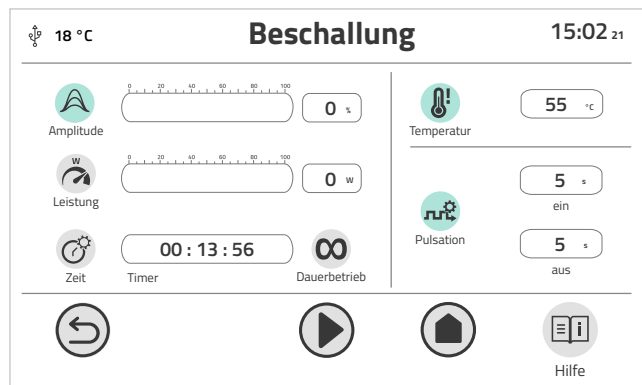 18 °C
Beschallung
15:02 21
0 20 40 60 80 100
0 %
Amplitude
55 °C
Temperatur
W
0 20 40 60 80 100
0 W
Leistung
5 s
ein
Pulsation
5 s
aus
00 : 13 : 56
Zeit
Timer
Dauerbetrieb
i
Hilfe